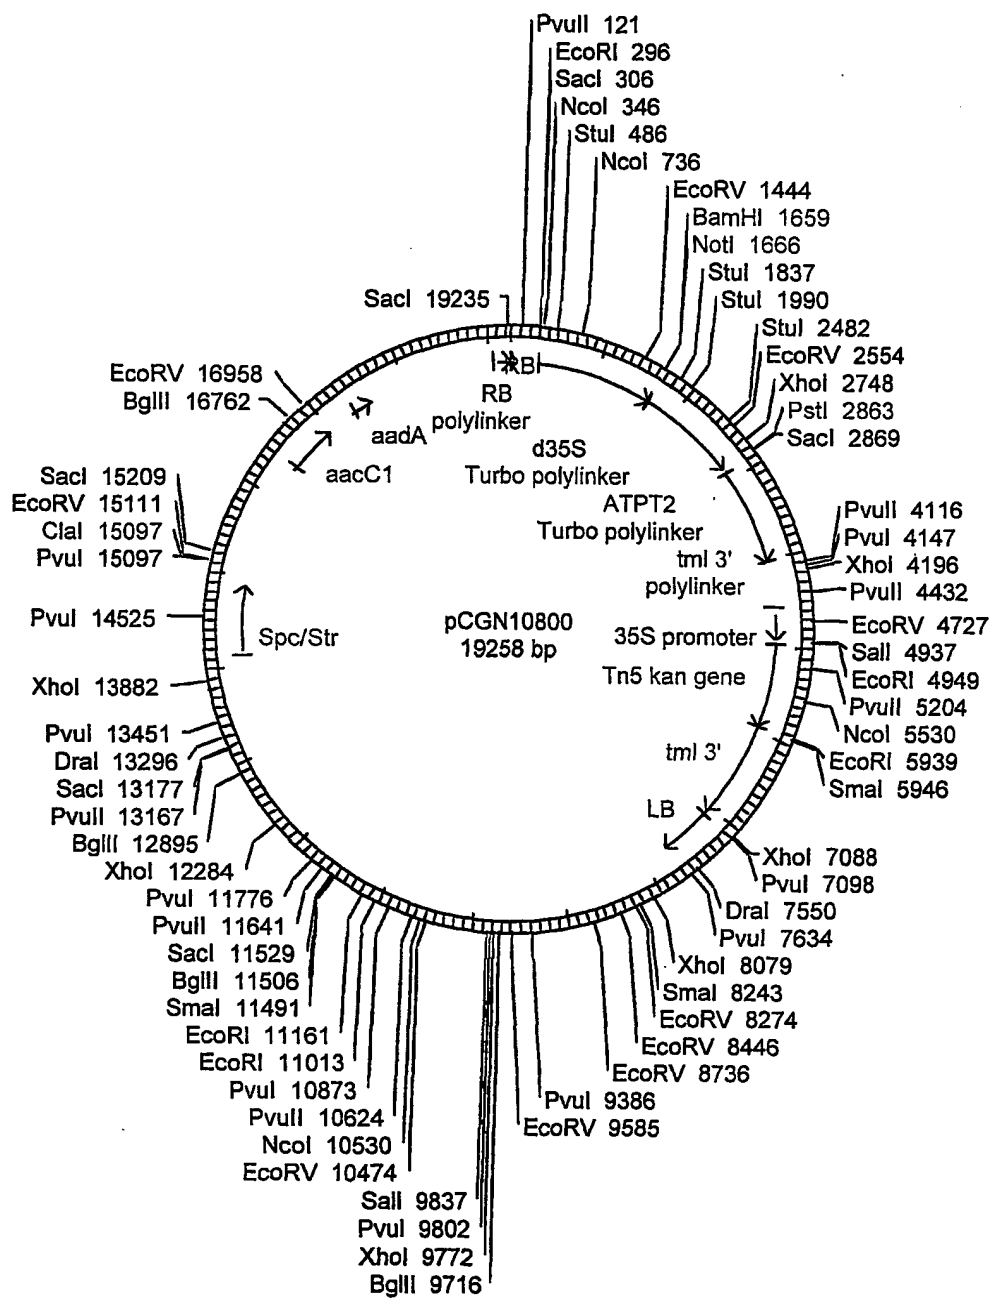 PvuII 121
EcoRI 296
SacI 306
NcoI 346
StuI 486
NcoI 736
EcoRV 1444
BamHI 1659
NotI 1666
StuI 1837
StuI 1990
StuI 2482
EcoRV 2554
XhoI 2748
PstI 2863
SacI 2869
PvuII 4116
PvuI 4147
XhoI 4196
PvuII 4432
EcoRV 4727
SalI 4937
EcoRI 4949
PvuII 5204
NcoI 5530
EcoRI 5939
SmaI 5946
XhoI 7088
PvuI 7098
DraI 7550
PvuI 7634
XhoI 8079
SmaI 8243
EcoRV 8274
EcoRV 8446
EcoRV 8736
PvuI 9386
EcoRV 9585
BglII 9716
XhoI 9772
PvuI 9802
SalI 9837
EcoRV 10474
NcoI 10530
PvuII 10624
PvuI 10873
EcoRI 11013
EcoRI 11161
SmaI 11491
BglII 11506
SacI 11529
PvuII 11641
PvuI 11776
XhoI 12284
BglII 12895
PvuII 13167
SacI 13177
DraI 13296
PvuI 13451
XhoI 13882
PvuI 14525
PvuI 15097
ClaI 15097
EcoRV 15111
SacI 15209
BglII 16762
EcoRV 16958
SacI 19235
RB
RB
polylinker
aadA
aacC1
d35S
Turbo polylinker
ATPT2
Turbo polylinker
tml 3'
polylinker
35S promoter
Tn5 kan gene
tml 3'
LB
Spc/Str
pCGN10800
19258 bp